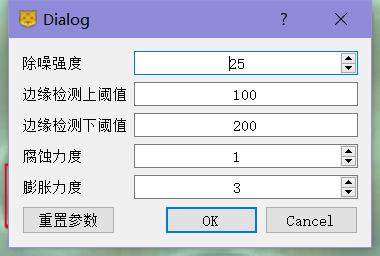 Dialog
除噪强度 25
边缘检测上阈值 100
边缘检测下阈值 200
腐蚀力度 1
膨胀力度 3
重置参数 OK Cancel